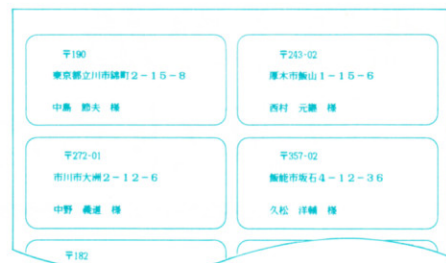 〒190
東京都立川市錦町2-15-8
中島 節夫 様
〒243-02
厚木市飯山1-15-6
西村 元 様
〒272-01
市川市大洲2-12-6
中野 義道 様
〒357-02
飯能市坂石4-12-36
久松 洋輔 様
〒182